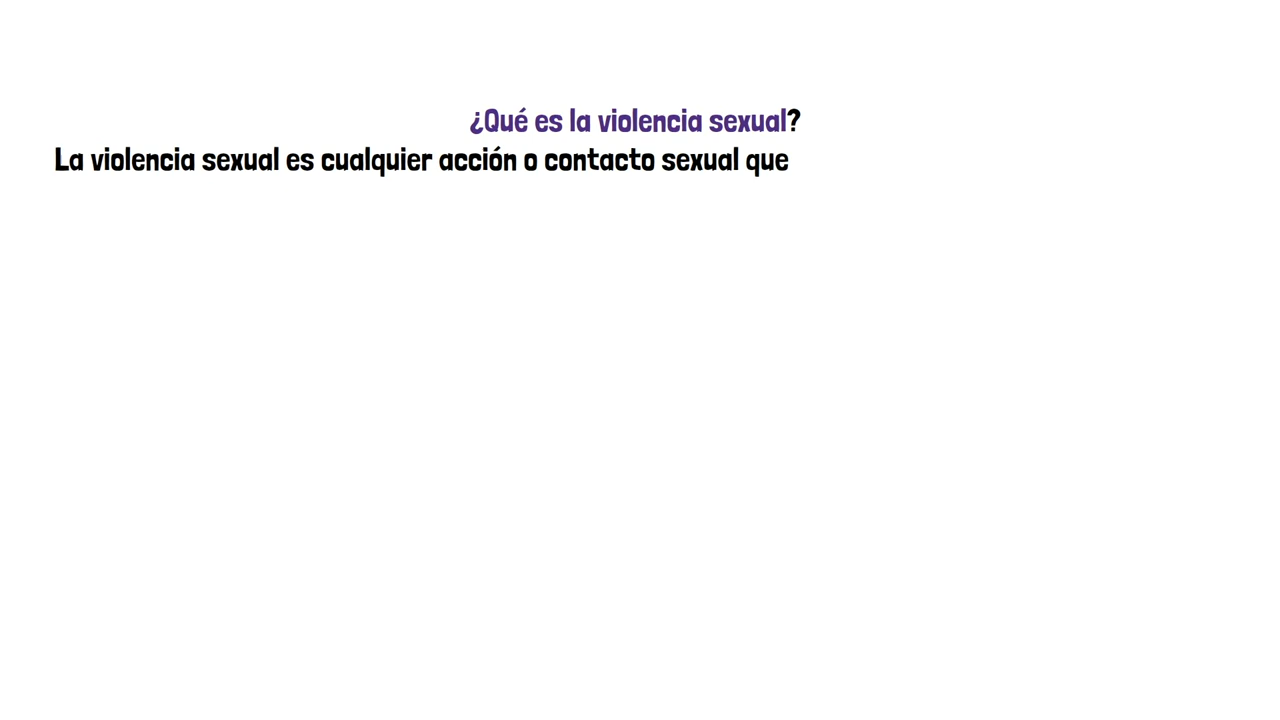 ¿Qué es la violencia sexual?
La violencia sexual es cualquier acción o contacto sexual que